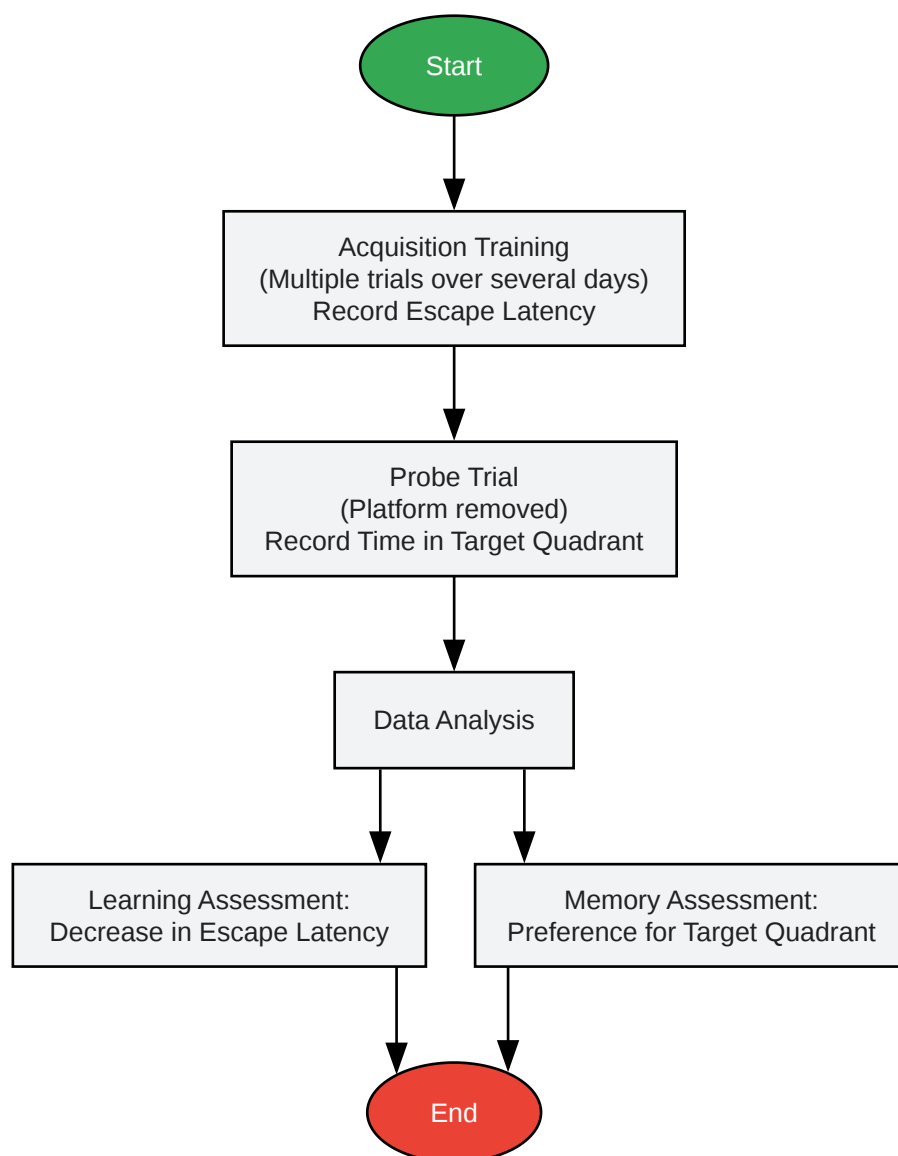 Start
Acquisition Training
(Multiple trials over several days)
Record Escape Latency
Probe Trial
(Platform removed)
Record Time in Target Quadrant
Data Analysis
Learning Assessment:
Decrease in Escape Latency
Memory Assessment:
Preference for Target Quadrant
End